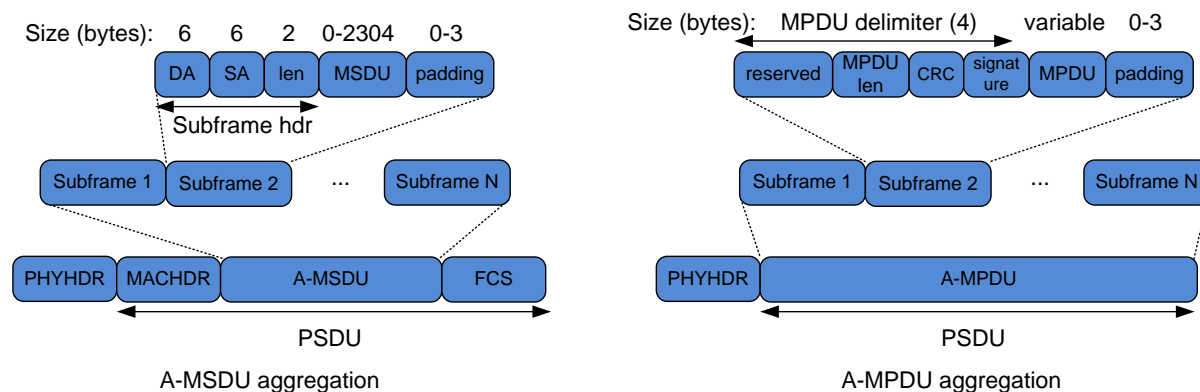 Size (bytes): 6 6 2 0-2304 0-3
DA SA len MSDU padding
Subframe hdr
Subframe 1 Subframe 2 ... Subframe N
PHYHDR MACHDR A-MSDU FCS
PSDU
A-MSDU aggregation
Size (bytes): MPDU delimiter (4) variable 0-3
reserved MPDU len CRC signat ure MPDU padding
Subframe 1 Subframe 2 ... Subframe N
PHYHDR A-MPDU
PSDU
A-MPDU aggregation